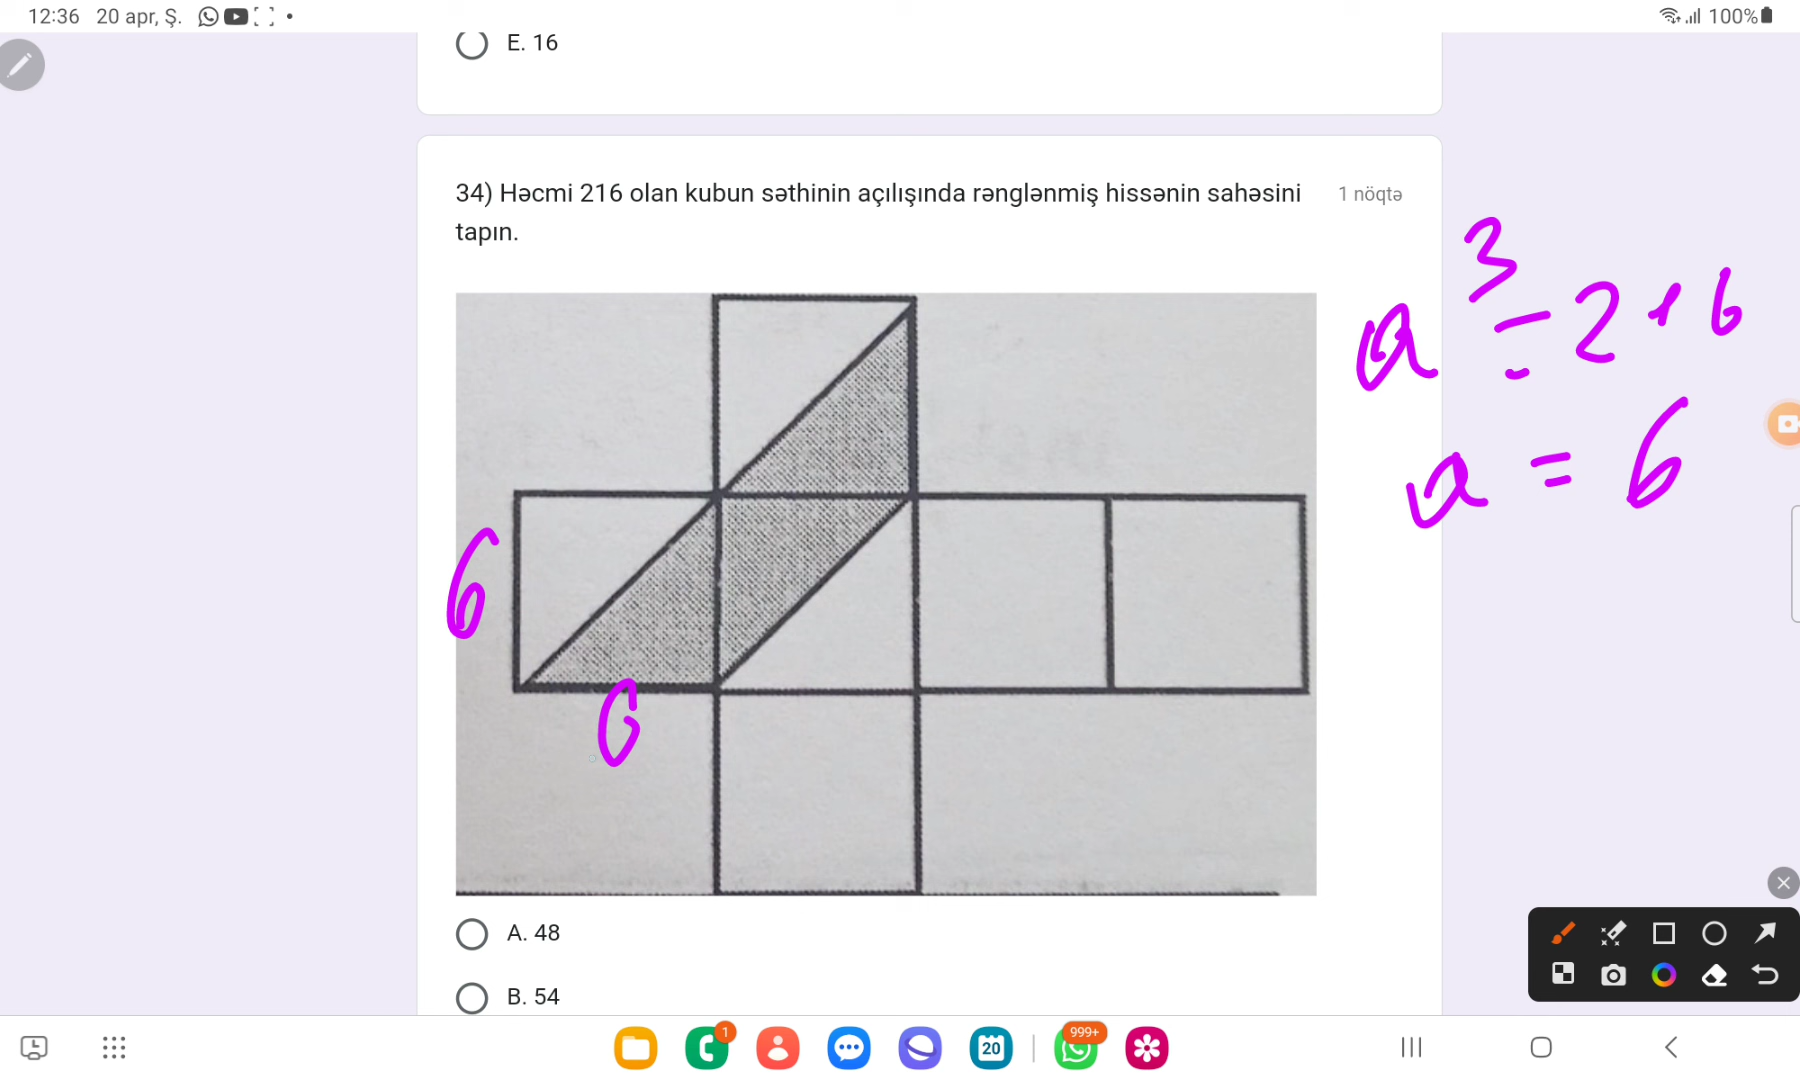 12:36 20 apr, Ş. 100%
E. 16
34) Həcmi 216 olan kubun səthinin açılışında rənglənmiş hissənin sahəsini
tapın.
1 nöqtə
a³ = 216
a = 6
6
6
A. 48
B. 54
1
20
999+